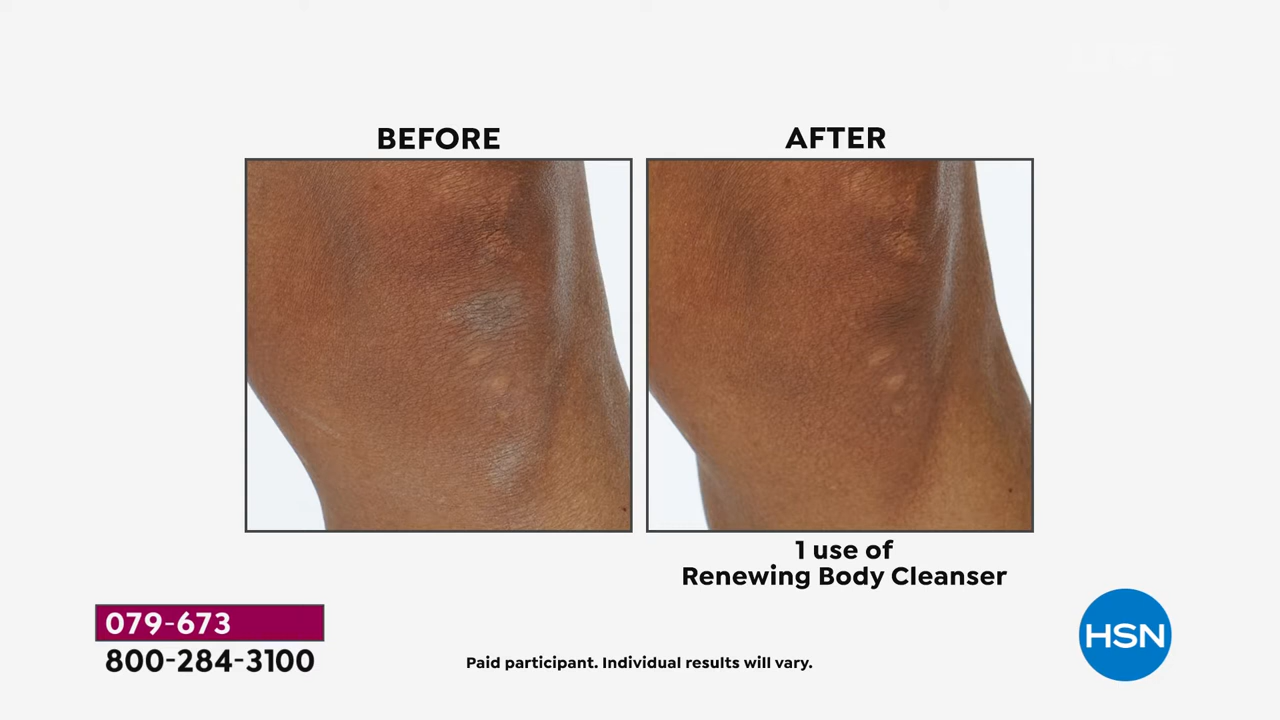 BEFORE
AFTER
1 use of
Renewing Body Cleanser
079-673
800-284-3100
Paid participant. Individual results will vary.
HSN